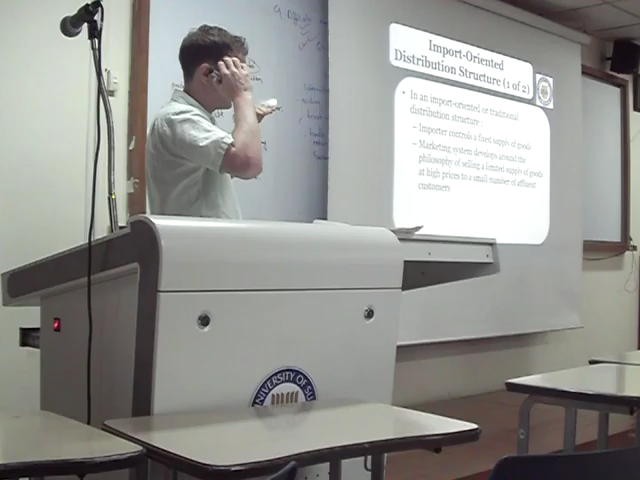 Import-Oriented
Distribution Structure (1 of 2)
• In an import-oriented or traditional
distribution structure :
– Importer controls a fixed supply of goods
– Marketing system develops around the
philosophy of selling a limited supply of goods
at high prices to a small number of affluent
customers
UNIVERSITY OF SU